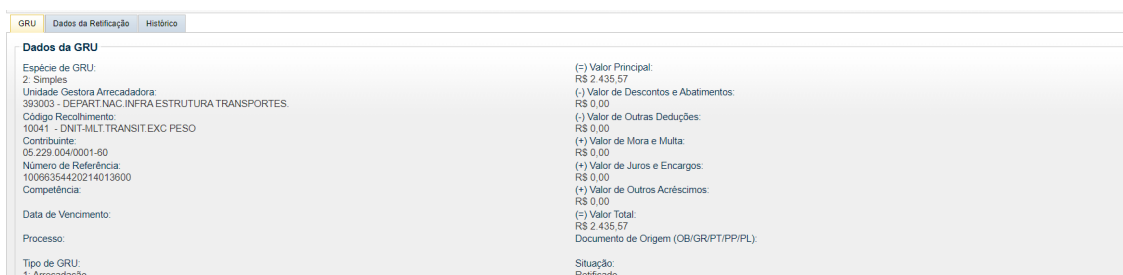 GRU Dados da Retificação Histórico
Dados da GRU
Espécie de GRU:
2: Simples
Unidade Gestora Arrecadadora:
393003 - DEPART.NAC.INFRA ESTRUTURA TRANSPORTES.
Código Recolhimento:
10041 - DNIT-MLT.TRANSIT.EXC PESO
Contribuinte:
05.229.004/0001-60
Número de Referência:
10066354420214013600
Competência:
Data de Vencimento:
Processo:
Tipo de GRU:
1: Arrecadação
(=) Valor Principal:
R$ 2.435,57
(-) Valor de Descontos e Abatimentos:
R$ 0,00
(-) Valor de Outras Deduções:
R$ 0,00
(+) Valor de Mora e Multa:
R$ 0,00
(+) Valor de Juros e Encargos:
R$ 0,00
(+) Valor de Outros Acréscimos:
R$ 0,00
(=) Valor Total:
R$ 2.435,57
Documento de Origem (OB/GR/PT/PP/PL):
Situação:
Retificado